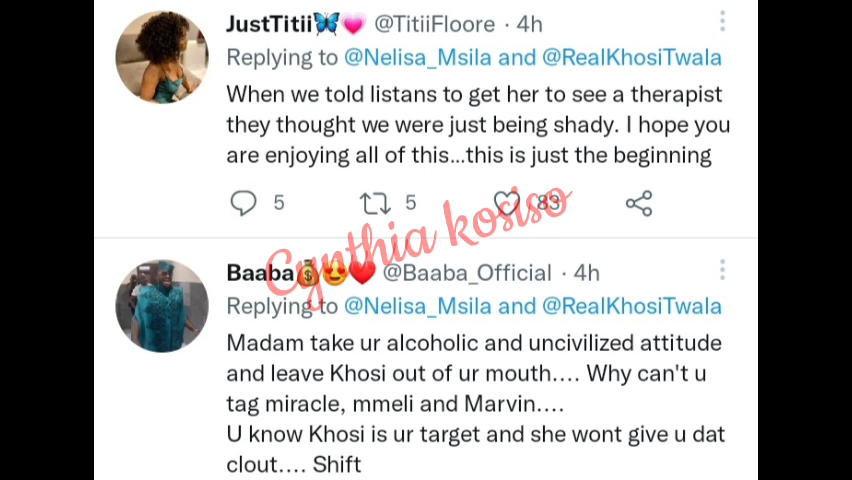 JustTitii🦋💗 @TitiiFloore · 4h
Replying to @Nelisa_Msila and @RealKhosiTwala
When we told listans to get her to see a therapist
they thought we were just being shady. I hope you
are enjoying all of this...this is just the beginning
5 5 83
Cynthia kosiso
Baaba💰😍❤️ @Baaba_Official · 4h
Replying to @Nelisa_Msila and @RealKhosiTwala
Madam take ur alcoholic and uncivilized attitude
and leave Khosi out of ur mouth.... Why can't u
tag miracle, mmeli and Marvin....
U know Khosi is ur target and she wont give u dat
clout.... Shift